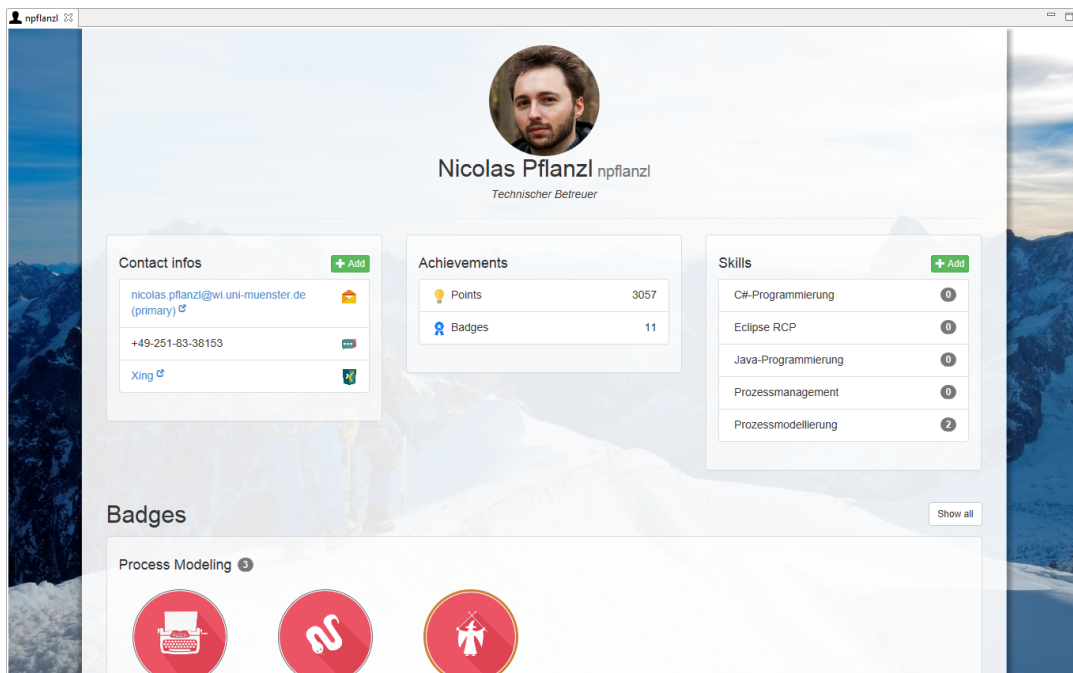 npflanzl
Nicolas Pflanzl npflanzl
Technischer Betreuer
Contact infos
Add
nicolas.pflanzl@wi.uni-muenster.de
(primary)
+49-251-83-38153
Xing
Achievements
Points 3057
Badges 11
Skills
Add
C#-Programmierung 0
Eclipse RCP 0
Java-Programmierung 0
Prozessmanagement 0
Prozessmodellierung 2
Badges
Show all
Process Modeling 3